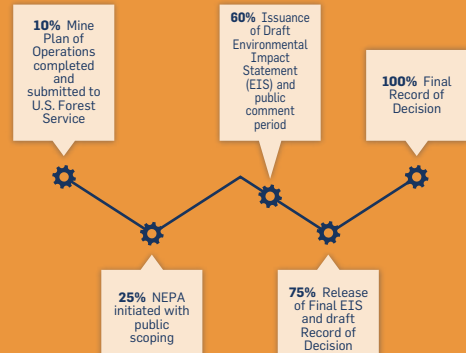 10% Mine
Plan of
Operations
completed
and
submitted to
U.S. Forest
Service
25% NEPA
initiated with
public
scoping
60% Issuance
of Draft
Environmental
Impact
Statement
(EIS) and
public
comment
period
75% Release
of Final EIS
and draft
Record of
Decision
100% Final
Record of
Decision